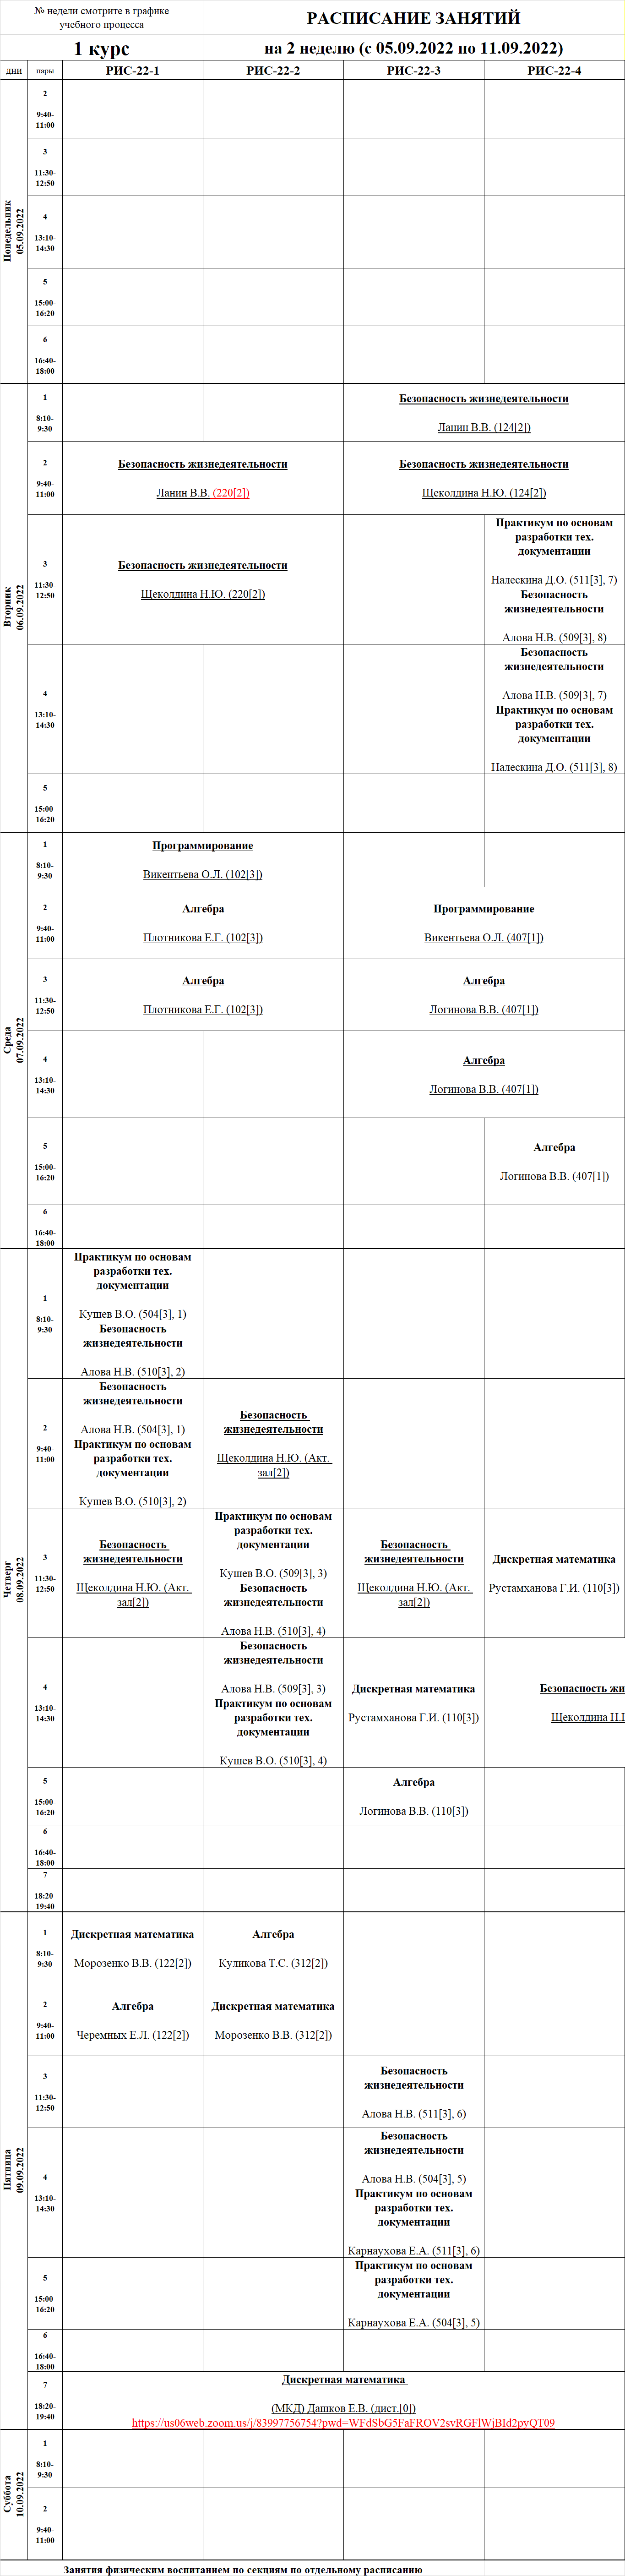 № недели смотрите в графике
учебного процесса
РАСПИСАНИЕ ЗАНЯТИЙ
1 курс
на 2 неделю (с 05.09.2022 по 11.09.2022)
дни
пары
РИС-22-1
РИС-22-2
РИС-22-3
РИС-22-4
Понедельник
05.09.2022
2
9:40-
11:00
3
11:30-
12:50
4
13:10-
14:30
5
15:00-
16:20
6
16:40-
18:00
Вторник
06.09.2022
1
8:10-
9:30
Безопасность жизнедеятельности
Ланин В.В. (124[2])
2
9:40-
11:00
Безопасность жизнедеятельности
Ланин В.В. (220[2])
Безопасность жизнедеятельности
Щеколдина Н.Ю. (124[2])
3
11:30-
12:50
Безопасность жизнедеятельности
Щеколдина Н.Ю. (220[2])
Практикум по основам
разработки тех.
документации
Налескина Д.О. (511[3], 7)
Безопасность
жизнедеятельности
Алова Н.В. (509[3], 8)
4
13:10-
14:30
Безопасность
жизнедеятельности
Алова Н.В. (509[3], 7)
Практикум по основам
разработки тех.
документации
Налескина Д.О. (511[3], 8)
5
15:00-
16:20
Среда
07.09.2022
1
8:10-
9:30
Программирование
Викентьева О.Л. (102[3])
2
9:40-
11:00
Алгебра
Плотникова Е.Г. (102[3])
Программирование
Викентьева О.Л. (407[1])
3
11:30-
12:50
Алгебра
Плотникова Е.Г. (102[3])
Алгебра
Логинова В.В. (407[1])
4
13:10-
14:30
Алгебра
Логинова В.В. (407[1])
5
15:00-
16:20
Алгебра
Логинова В.В. (407[1])
6
16:40-
18:00
Четверг
08.09.2022
1
8:10-
9:30
Практикум по основам
разработки тех.
документации
Кушев В.О. (504[3], 1)
Безопасность
жизнедеятельности
Алова Н.В. (510[3], 2)
2
9:40-
11:00
Безопасность
жизнедеятельности
Алова Н.В. (504[3], 1)
Практикум по основам
разработки тех.
документации
Кушев В.О. (510[3], 2)
Безопасность
жизнедеятельности
Щеколдина Н.Ю. (Акт.
зал[2])
3
11:30-
12:50
Безопасность
жизнедеятельности
Щеколдина Н.Ю. (Акт.
зал[2])
Практикум по основам
разработки тех.
документации
Кушев В.О. (509[3], 3)
Безопасность
жизнедеятельности
Алова Н.В. (510[3], 4)
Безопасность
жизнедеятельности
Щеколдина Н.Ю. (Акт.
зал[2])
Дискретная математика
Рустамханова Г.И. (110[3])
4
13:10-
14:30
Безопасность
жизнедеятельности
Алова Н.В. (509[3], 3)
Практикум по основам
разработки тех.
документации
Кушев В.О. (510[3], 4)
Дискретная математика
Рустамханова Г.И. (110[3])
Безопасность жи
Щеколдина Н.
5
15:00-
16:20
Алгебра
Логинова В.В. (110[3])
6
16:40-
18:00
7
18:20-
19:40
Пятница
09.09.2022
1
8:10-
9:30
Дискретная математика
Морозенко В.В. (122[2])
Алгебра
Куликова Т.С. (312[2])
2
9:40-
11:00
Алгебра
Черемных Е.Л. (122[2])
Дискретная математика
Морозенко В.В. (312[2])
3
11:30-
12:50
Безопасность
жизнедеятельности
Алова Н.В. (511[3], 6)
4
13:10-
14:30
Безопасность
жизнедеятельности
Алова Н.В. (504[3], 5)
Практикум по основам
разработки тех.
документации
Карнаухова Е.А. (511[3], 6)
5
15:00-
16:20
Практикум по основам
разработки тех.
документации
Карнаухова Е.А. (504[3], 5)
6
16:40-
18:00
7
18:20-
19:40
Дискретная математика
(МКД) Дашков Е.В. (дист.[0])
https://us06web.zoom.us/j/83997756754?pwd=WFdSbG5FaFROV2svRGFlWjBId2pyQT09
Суббота
10.09.2022
1
8:10-
9:30
2
9:40-
11:00
Занятия физическим воспитанием по секциям по отдельному расписанию